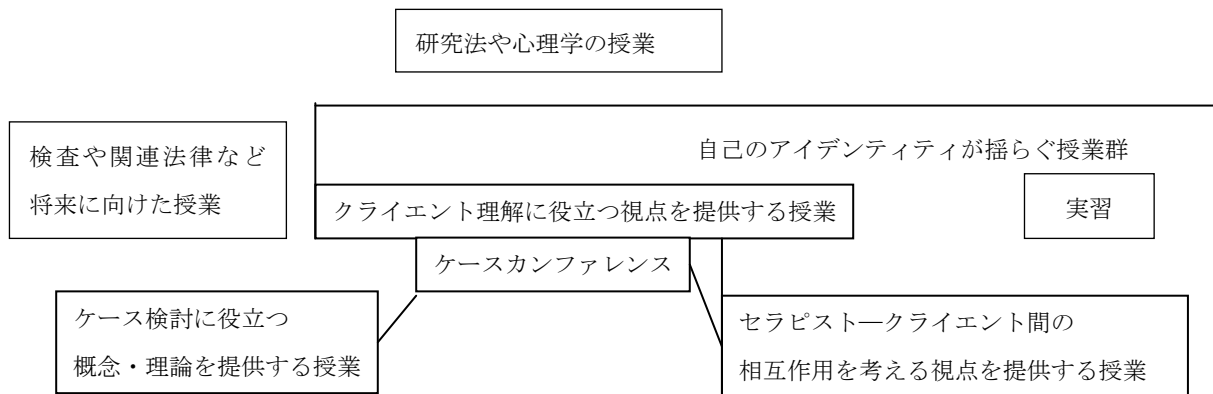 研究法や心理学の授業
検査や関連法律など
将来に向けた授業
自己のアイデンティティが揺らぐ授業群
クライエント理解に役立つ視点を提供する授業
実習
ケースカンファレンス
ケース検討に役立つ
概念・理論を提供する授業
セラピスト―クライエント間の
相互作用を考える視点を提供する授業